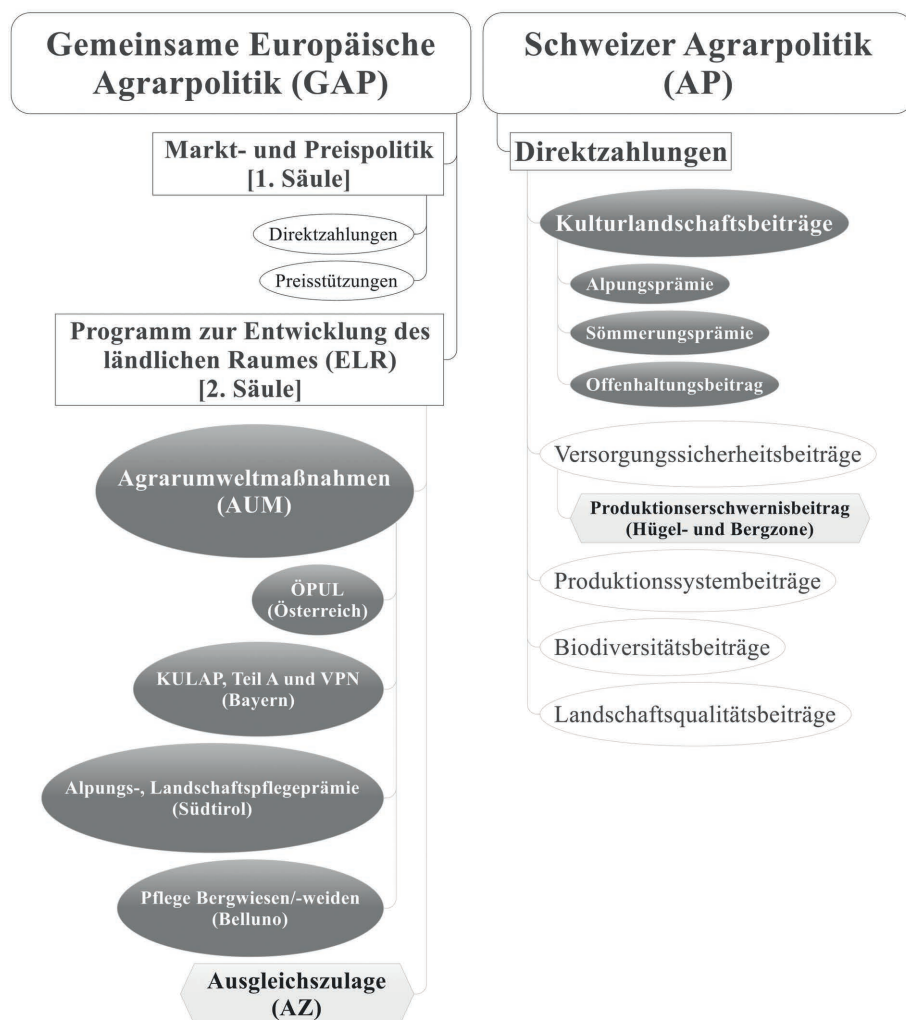 Gemeinsame Europäische
Agrarpolitik (GAP)
Markt- und Preispolitik
[1. Säule]
Direktzahlungen
Preisstützungen
Programm zur Entwicklung des
ländlichen Raumes (ELR)
[2. Säule]
Agrarumweltmaßnahmen
(AUM)
ÖPUL
(Österreich)
KULAP, Teil A und VPN
(Bayern)
Alpungs-, Landschaftspflegeprämie
(Südtirol)
Pflege Bergwiesen/-weiden
(Belluno)
Ausgleichszulage
(AZ)
Schweizer Agrarpolitik
(AP)
Direktzahlungen
Kulturlandschaftsbeiträge
Alpungsprämie
Sömmerungsprämie
Offenhaltungsbeitrag
Versorgungssicherheitsbeiträge
Produktionserschwernisbeitrag
(Hügel- und Bergzone)
Produktionssystembeiträge
Biodiversitätsbeiträge
Landschaftsqualitätsbeiträge